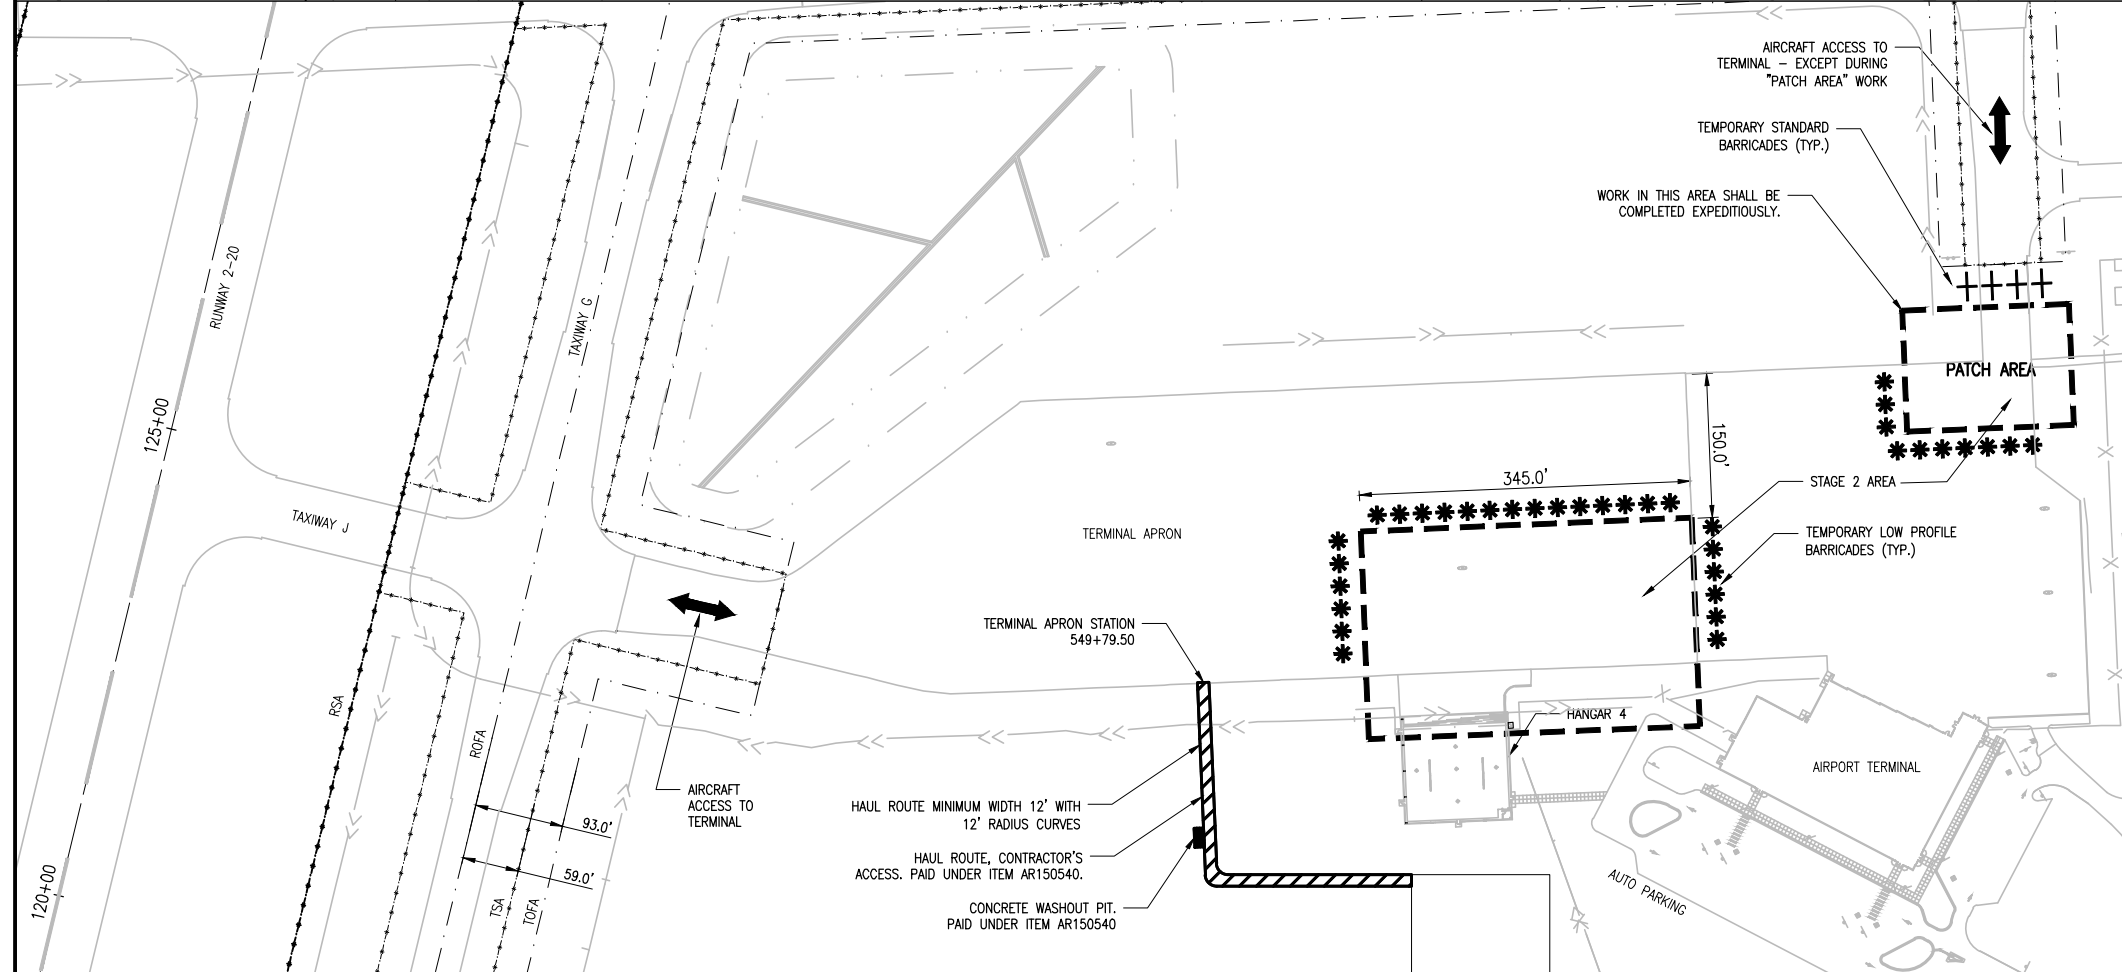 AIRCRAFT ACCESS TO
TERMINAL - EXCEPT DURING
"PATCH AREA" WORK
TEMPORARY STANDARD
BARRICADES (TYP.)
WORK IN THIS AREA SHALL BE
COMPLETED EXPEDITIOUSLY.
RUNWAY 2-20
TAXIWAY G
PATCH AREA
125+00
150.0'
345.0'
STAGE 2 AREA
TAXIWAY J
TERMINAL APRON
TEMPORARY LOW PROFILE
BARRICADES (TYP.)
TERMINAL APRON STATION
549+79.50
RSA
ROFA
HANGAR 4
AIRPORT TERMINAL
AIRCRAFT
ACCESS TO
TERMINAL
HAUL ROUTE MINIMUM WIDTH 12' WITH
12' RADIUS CURVES
93.0'
HAUL ROUTE, CONTRACTOR'S
ACCESS. PAID UNDER ITEM AR150540.
59.0'
120+00
TSA
TOFA
CONCRETE WASHOUT PIT.
PAID UNDER ITEM AR150540
AUTO PARKING